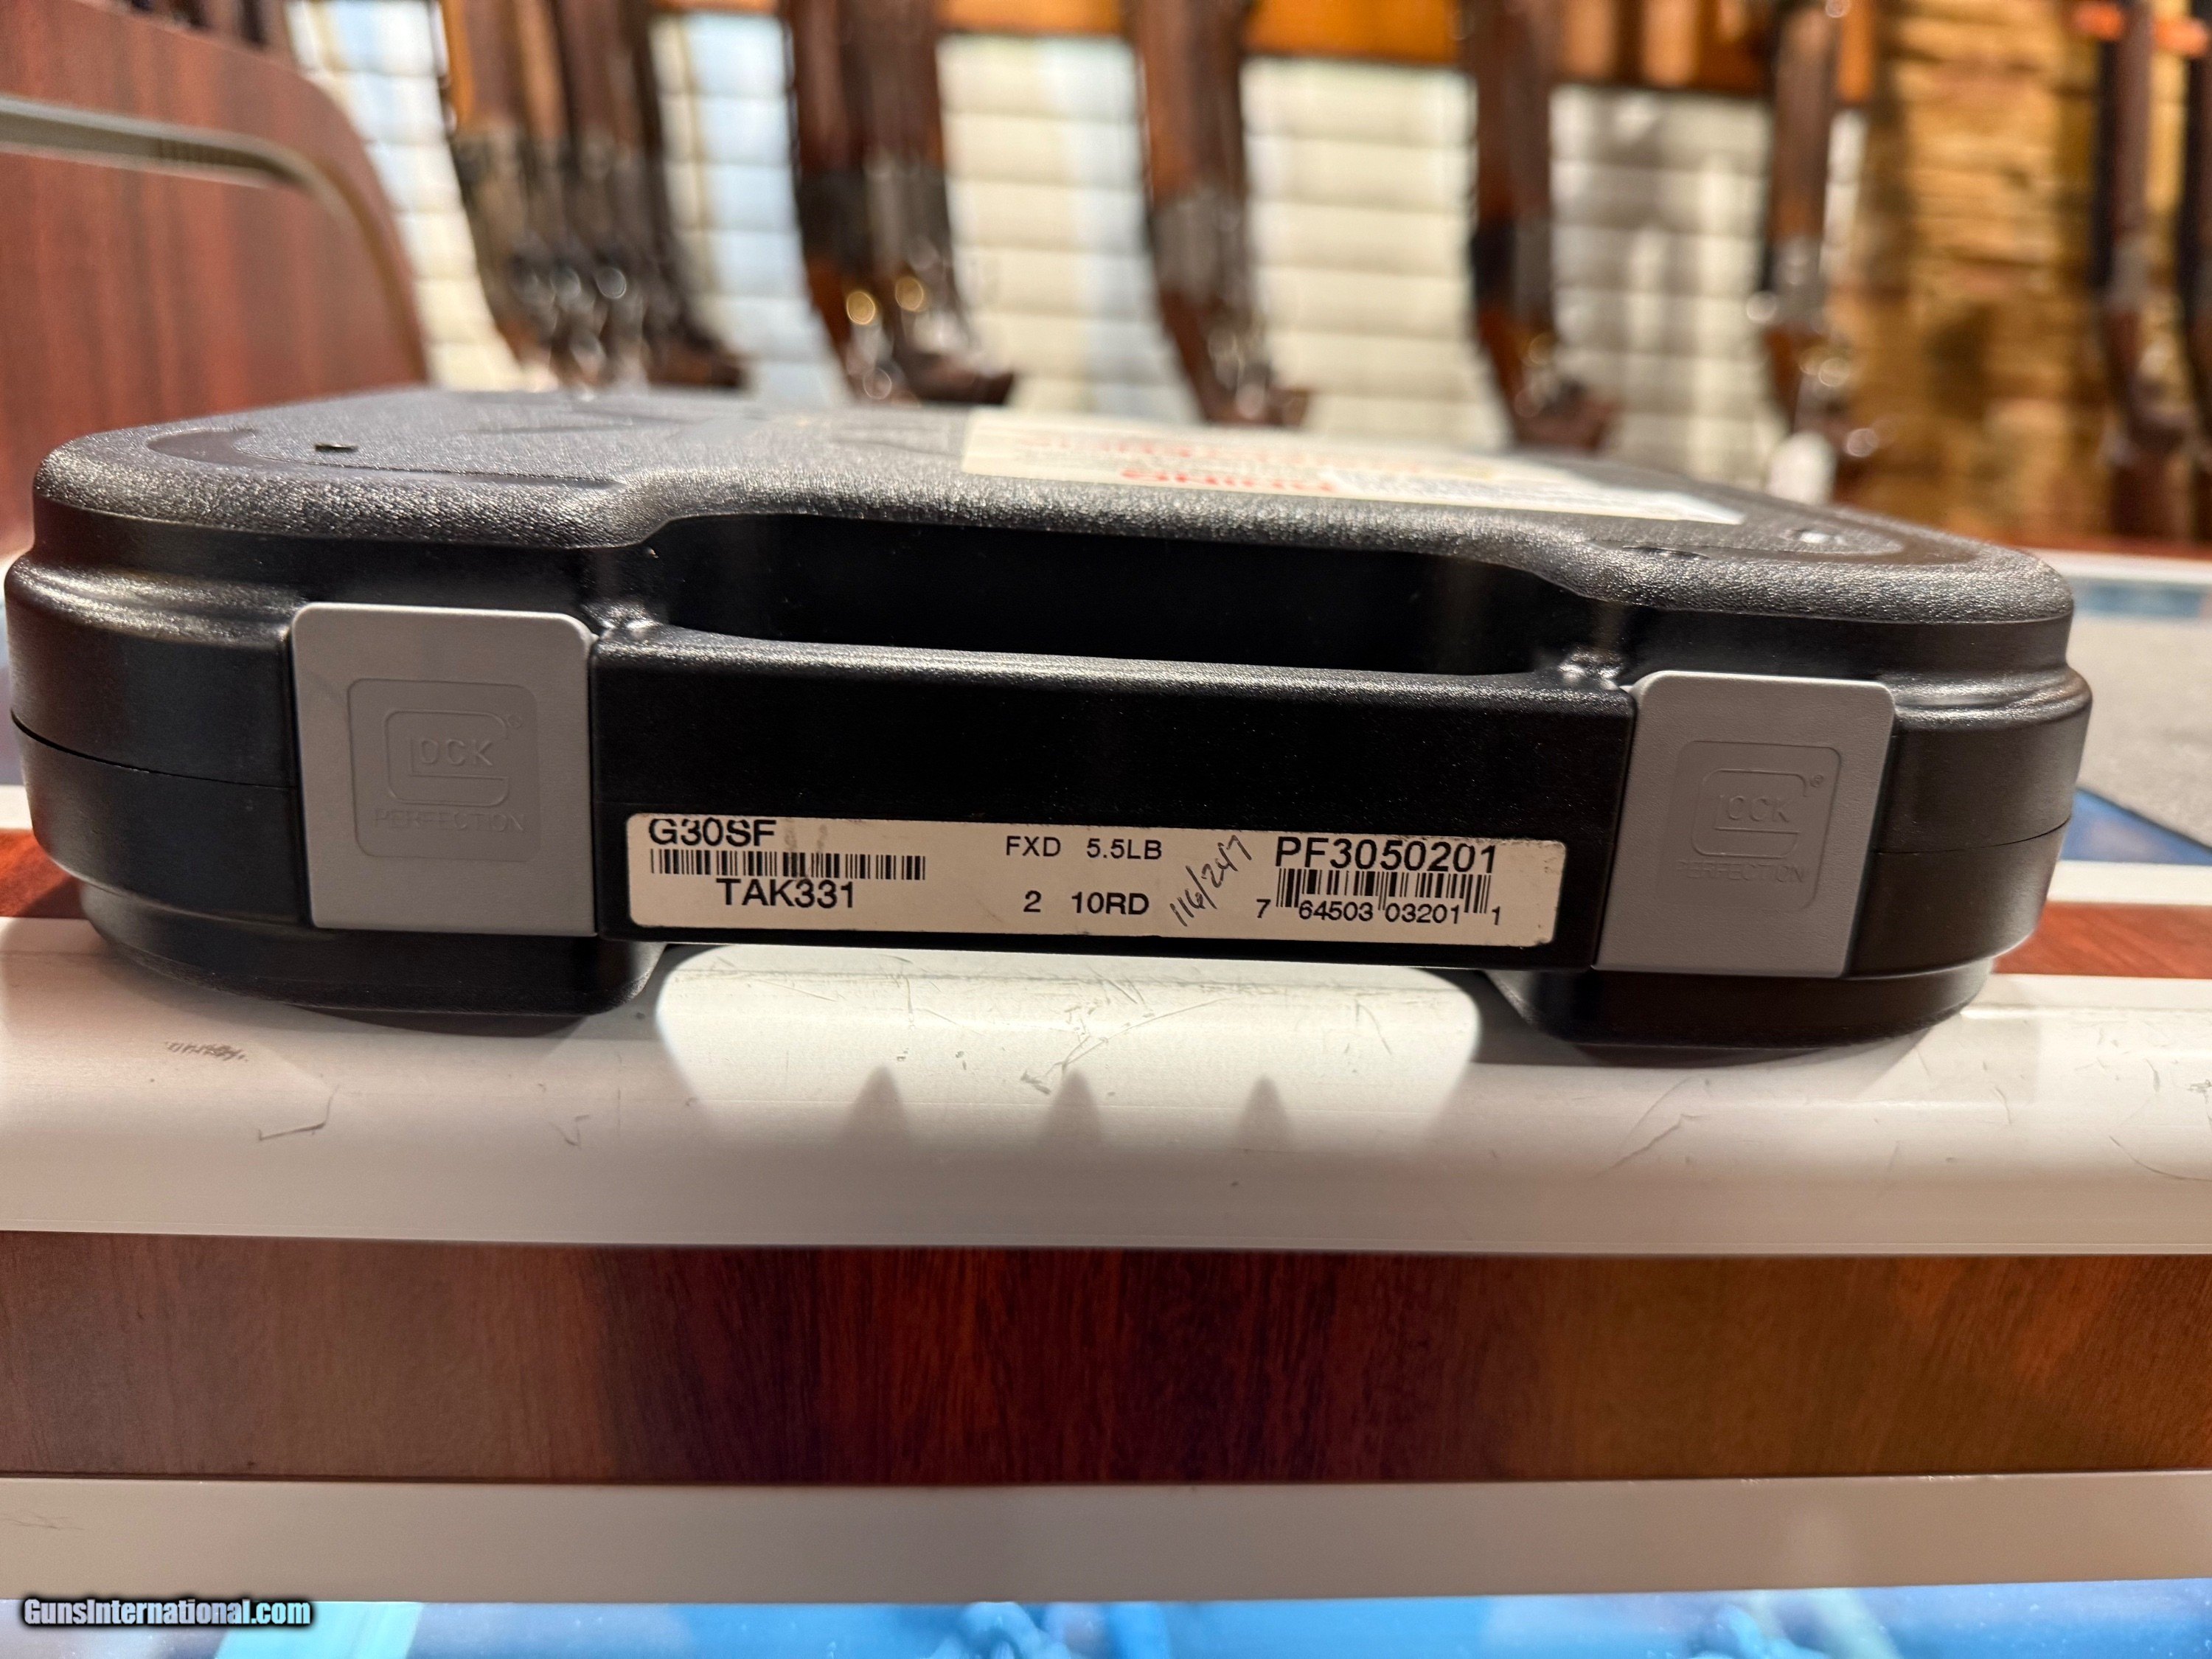 GLOCK®
PERFECTION
GLOCK®
PERFECTION
G30SF
TAK331
FXD 5.5LB
2 10RD
116/247
PF3050201
7 64503 03201 1
GunsInternational.com